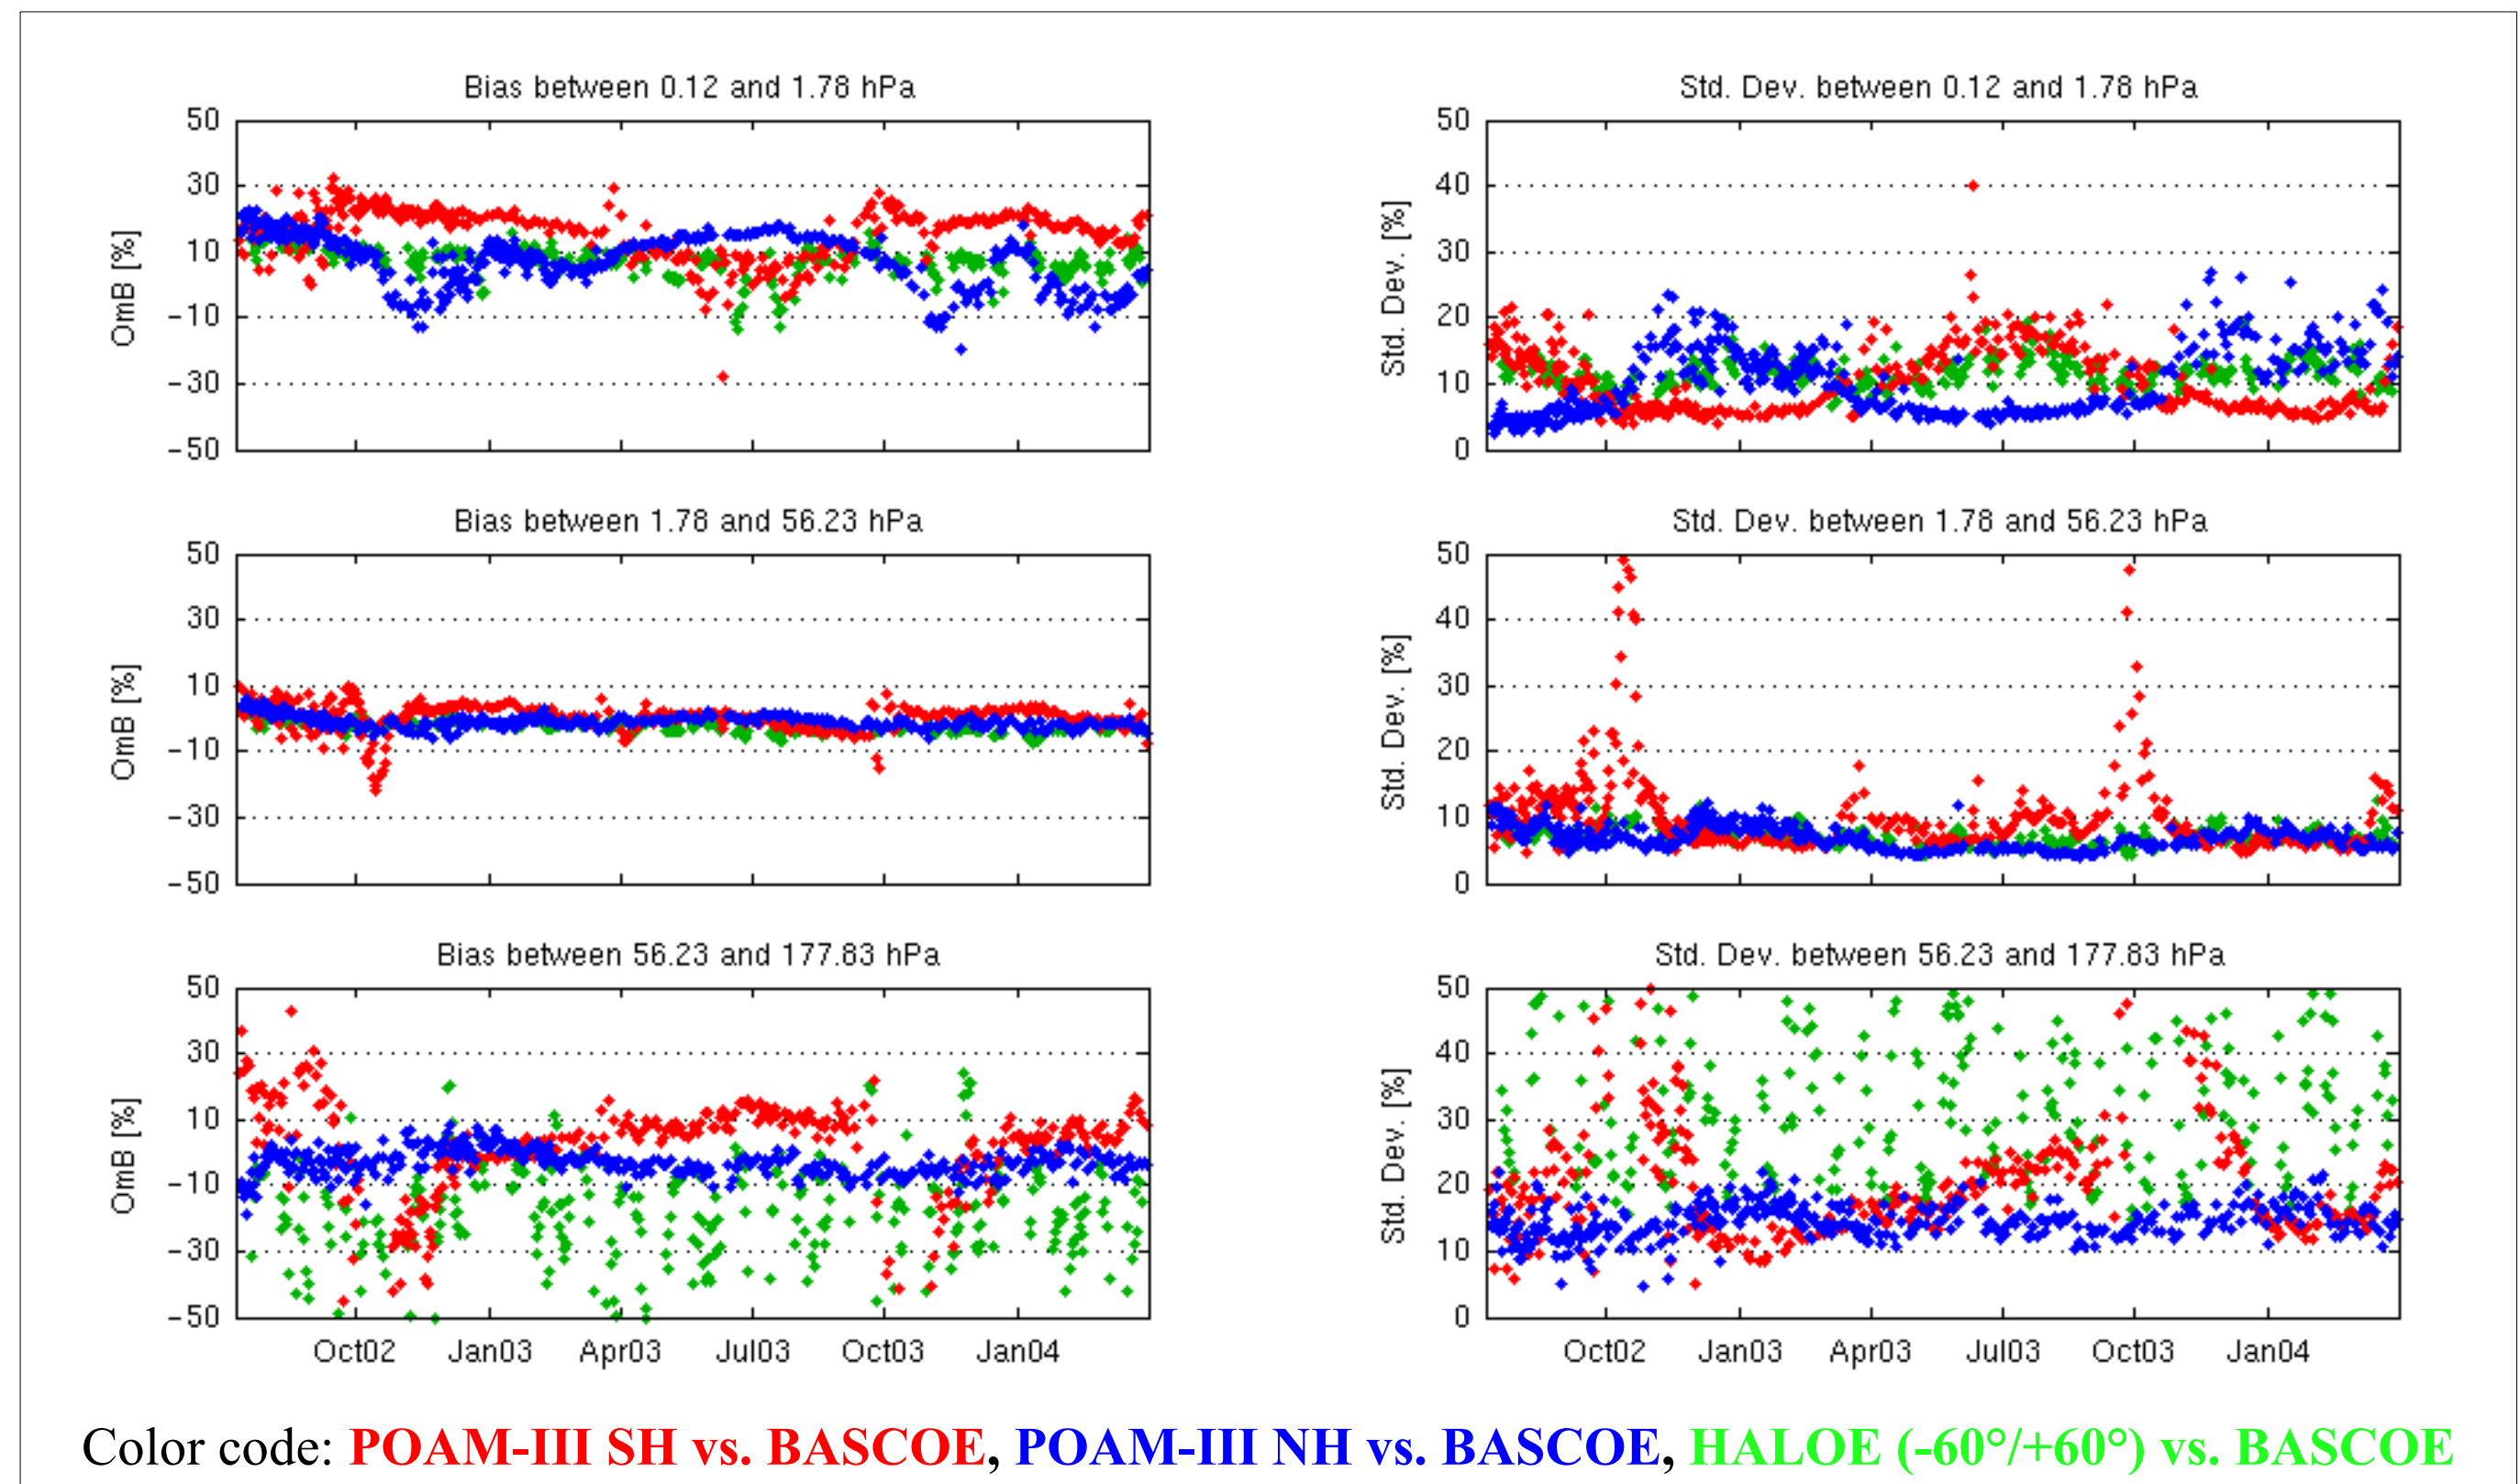 Bias between 0.12 and 1.78 hPa
50
30
10
−10
−30
−50
OmB [%]
Std. Dev. between 0.12 and 1.78 hPa
50
40
30
20
10
0
Std. Dev. [%]
Bias between 1.78 and 56.23 hPa
50
30
10
−10
−30
−50
OmB [%]
Std. Dev. between 1.78 and 56.23 hPa
50
40
30
20
10
0
Std. Dev. [%]
Bias between 56.23 and 177.83 hPa
50
30
10
−10
−30
−50
OmB [%]
Oct02 Jan03 Apr03 Jul03 Oct03 Jan04
Std. Dev. between 56.23 and 177.83 hPa
50
40
30
20
10
0
Std. Dev. [%]
Oct02 Jan03 Apr03 Jul03 Oct03 Jan04
Color code: POAM-III SH vs. BASCOE, POAM-III NH vs. BASCOE, HALOE (-60°/+60°) vs. BASCOE